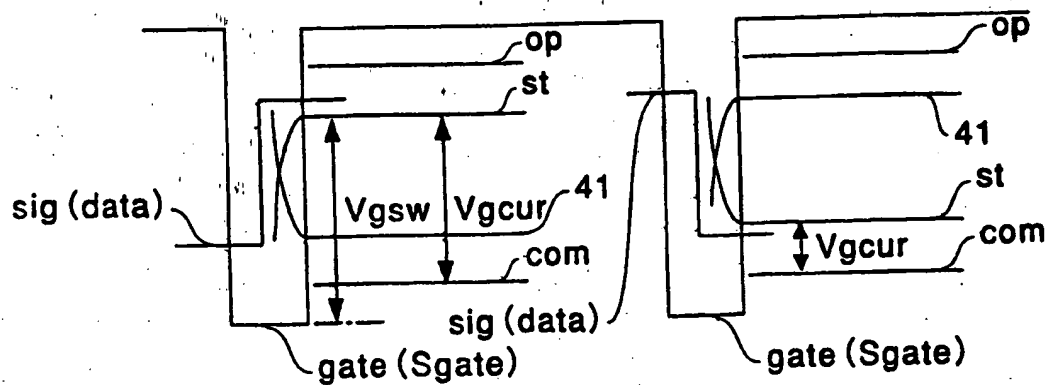 op
st
41
sig (data)
Vgsw
Vgcur
com
gate (Sgate)
op
41
st
com
Vgcur
sig (data)
gate (Sgate)